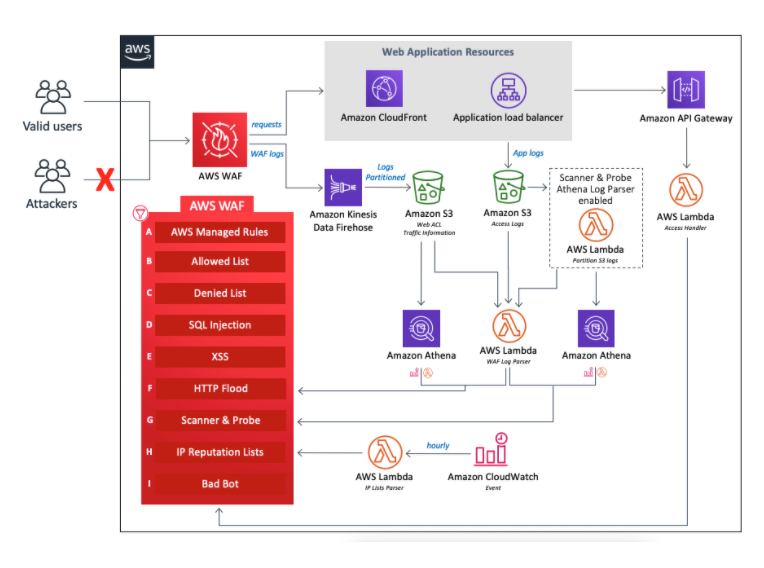 aws
Web Application Resources
Amazon CloudFront
Application load balancer
Amazon API Gateway
Valid users
requests
WAF logs
AWS WAF
Attackers
X
Logs
Partitioned
App logs
Amazon Kinesis
Data Firehose
Amazon S3
Web ACL
Traffic Information
Amazon S3
Access Logs
Scanner & Probe
Athena Log Parser
enabled
AWS Lambda
Partition S3 logs
AWS Lambda
Access Handler
AWS WAF
A AWS Managed Rules
B Allowed List
C Denied List
D SQL Injection
E XSS
F HTTP Flood
G Scanner & Probe
H IP Reputation Lists
I Bad Bot
Amazon Athena
AWS Lambda
WAF Log Parser
Amazon Athena
hourly
AWS Lambda
IP Lists Parser
Amazon CloudWatch
Event